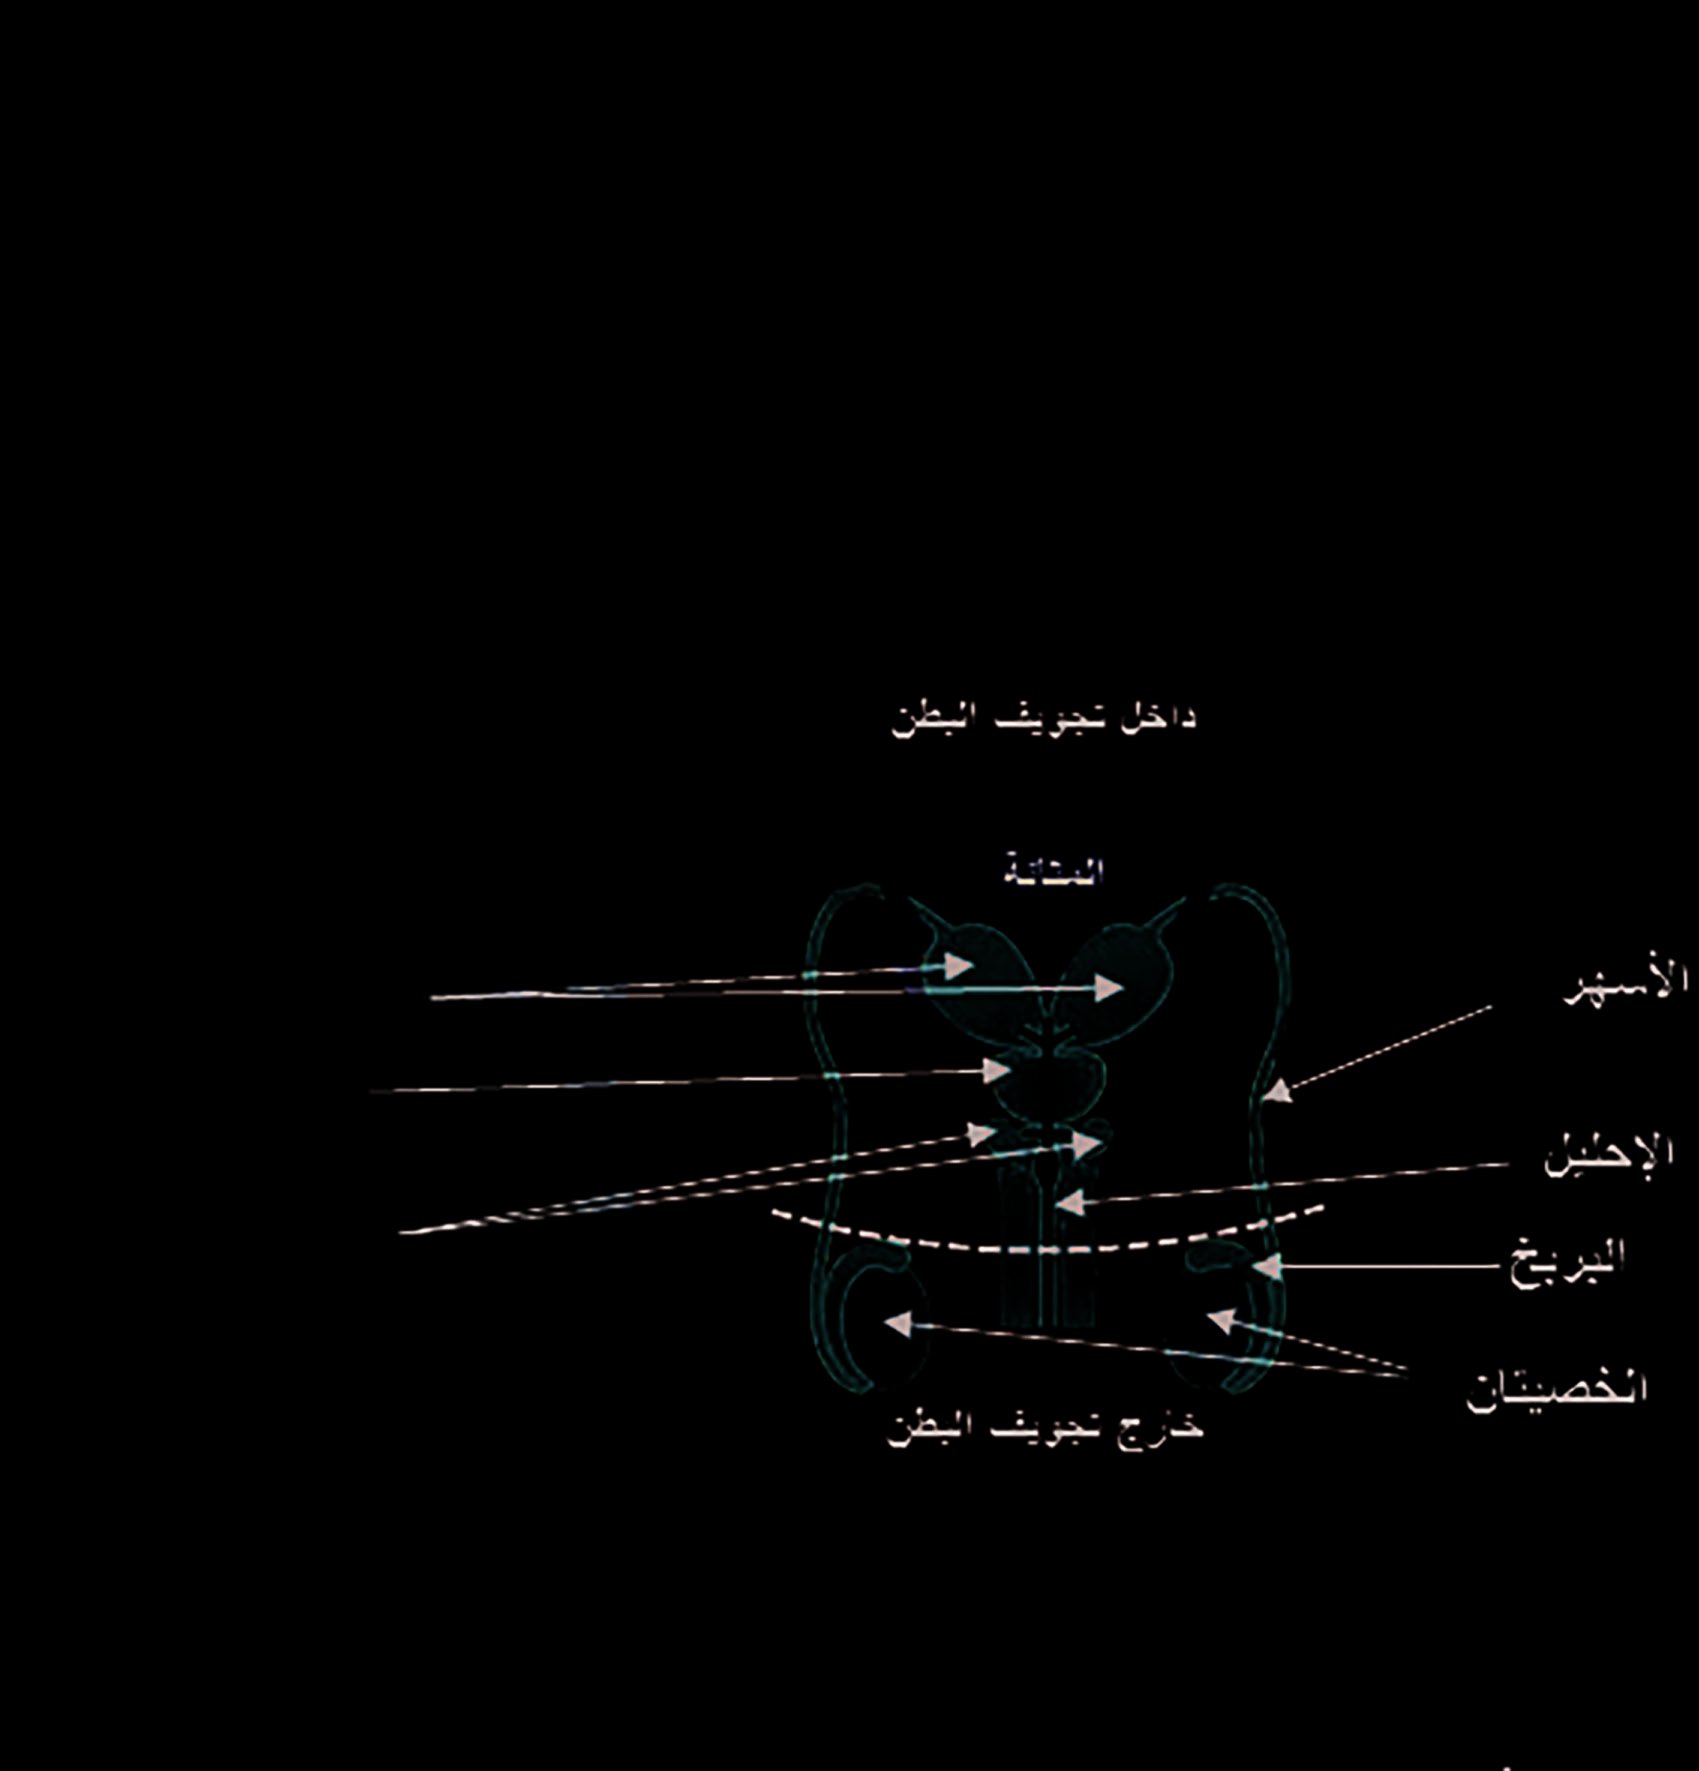 داخل تجويف البطن
المثانة
الأسهر
الإحليل
البربخ
الخصيتان
خارج تجويف البطن